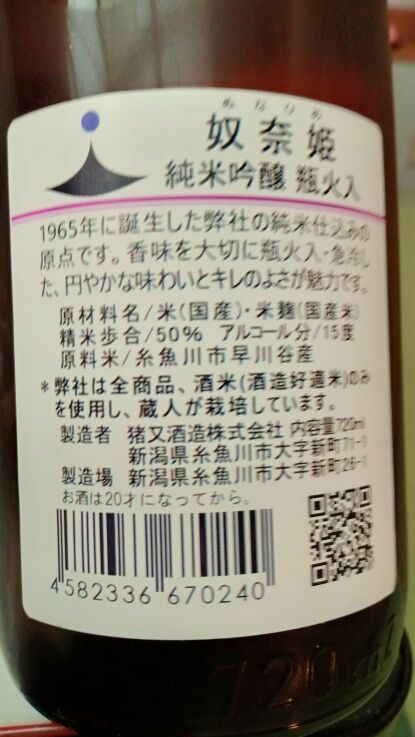 ぬなひめ
奴奈姫
純米吟醸 瓶火入
1965年に誕生した弊社の純米仕込みの
原点です。香味を大切に瓶火入・急冷し
た、円やかな味わいとキレのよさが魅力です。
原材料名/米(国産)・米麹(国産米)
精米歩合/50% アルコール分/15度
原料米/糸魚川市早川谷産
*弊社は全商品、酒米(酒造好適米)のみ
を使用し、蔵人が栽培しています。
製造者 猪又酒造株式会社 内容量720ml
新潟県糸魚川市大字新町71-1
製造場 新潟県糸魚川市大字新町26-1
お酒は20才になってから。
4582336 670240
720ml